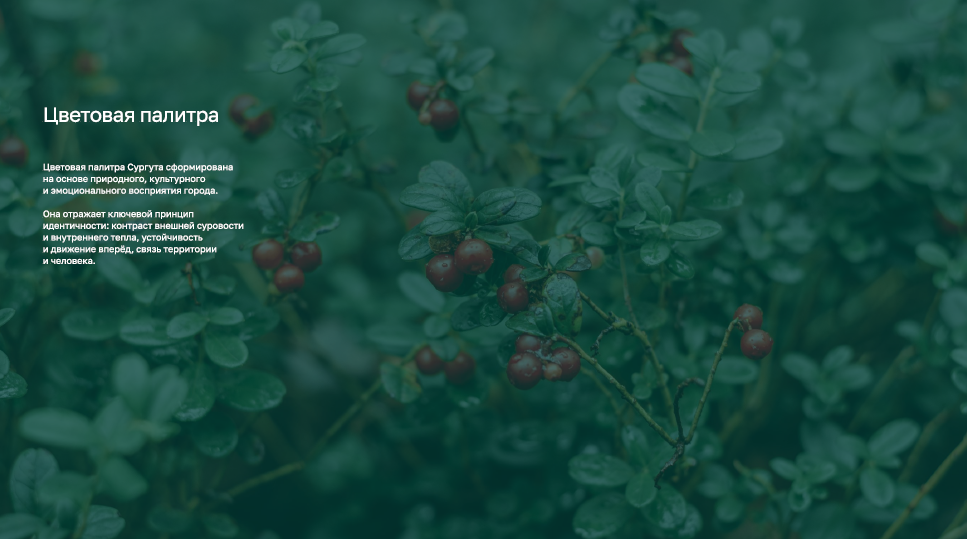 Цветовая палитра
Цветовая палитра Сургута сформирована
на основе природного, культурного
и эмоционального восприятия города.
Она отражает ключевой принцип
идентичности: контраст внешней суровости
и внутреннего тепла, устойчивость
и движение вперёд, связь территории
и человека.